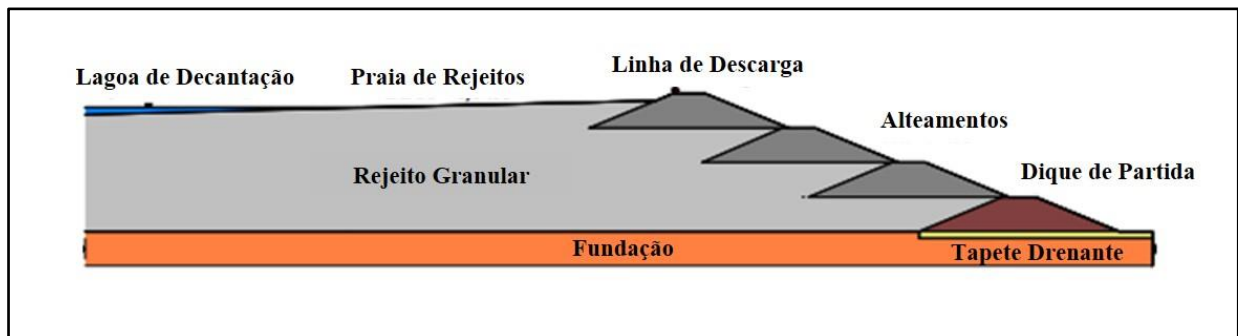 Linha de Descarga
Lagoa de Decantação
Praia de Rejeitos
Alteamentos
Dique de Partida
Rejeito Granular
Fundação
Tapete Drenante